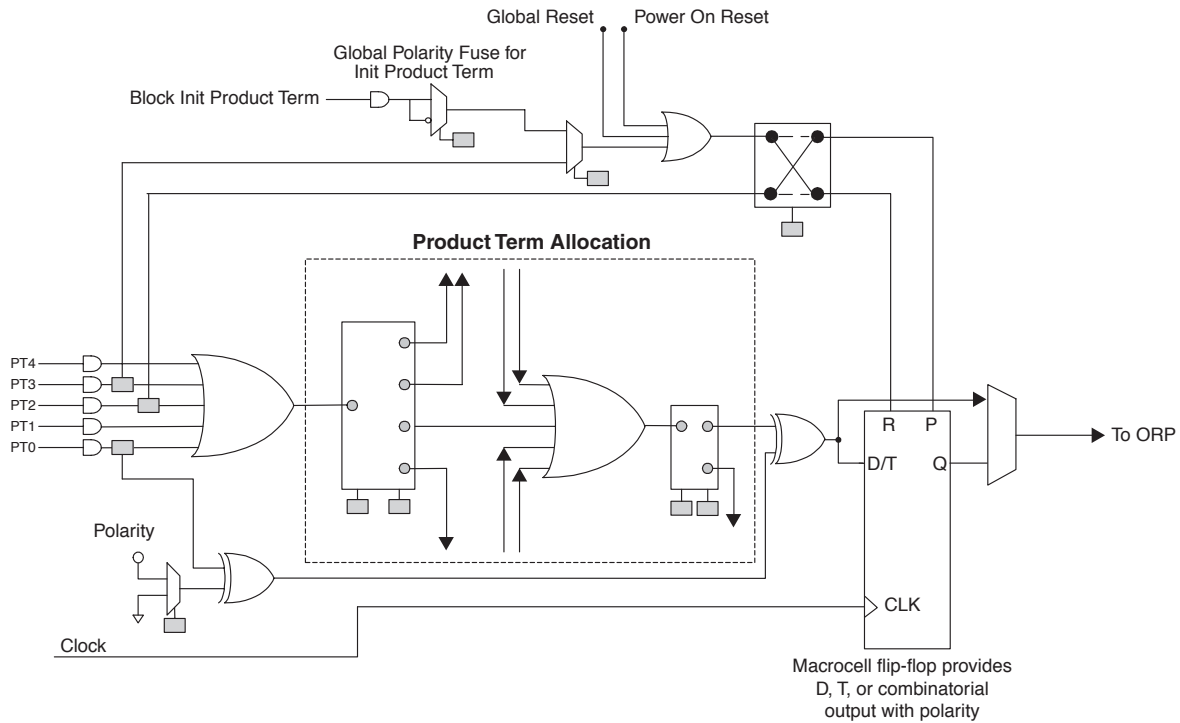 Global Reset
Power On Reset
Global Polarity Fuse for
Init Product Term
Block Init Product Term
Product Term Allocation
PT4
PT3
PT2
PT1
PT0
R
P
To ORP
D/T
Q
Polarity
CLK
Clock
Macrocell flip-flop provides
D, T, or combinatorial
output with polarity